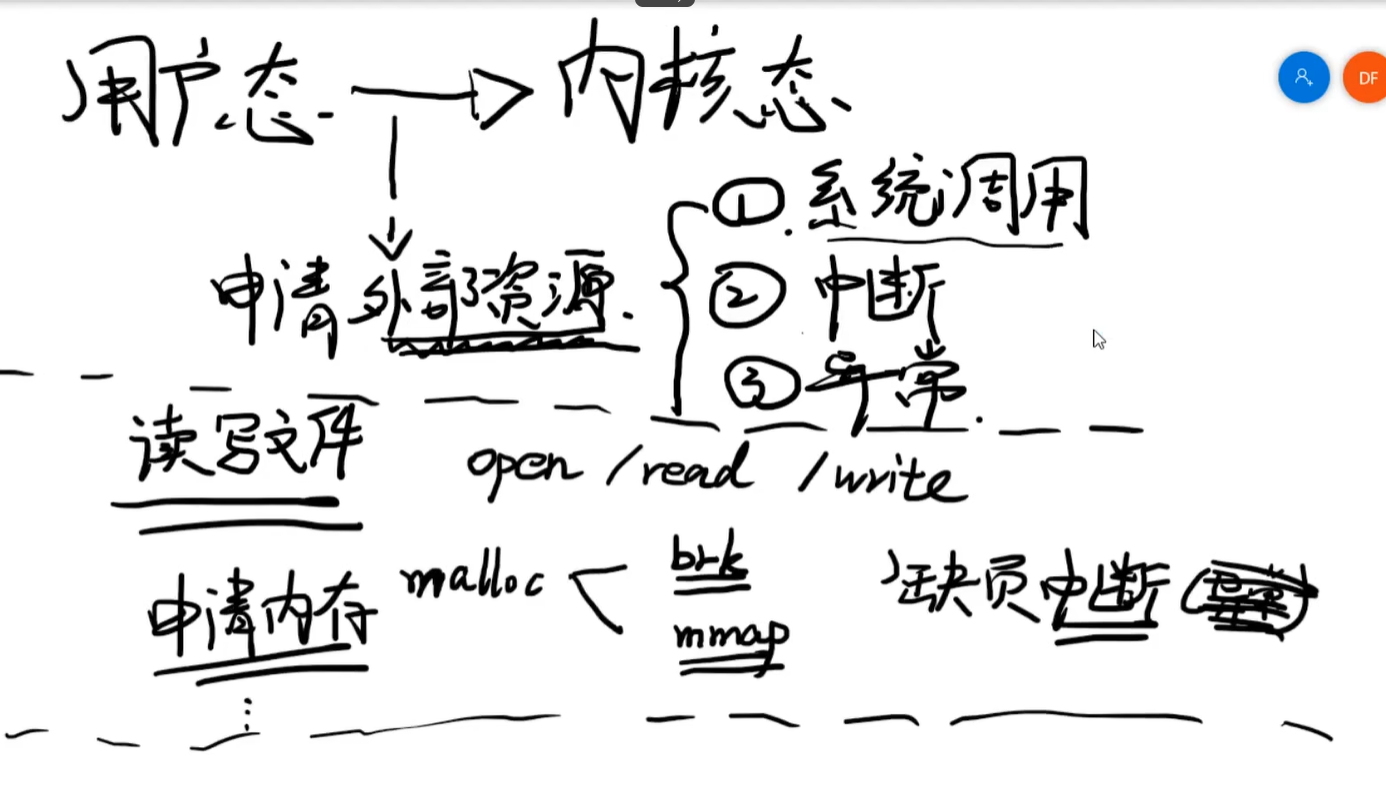 用户态 → 内核态
DF
① 系统调用
申请外部资源.
② 中断
③ 异常.
读写文件 open /read /write
申请内存 malloc < brk
mmap
缺页中断